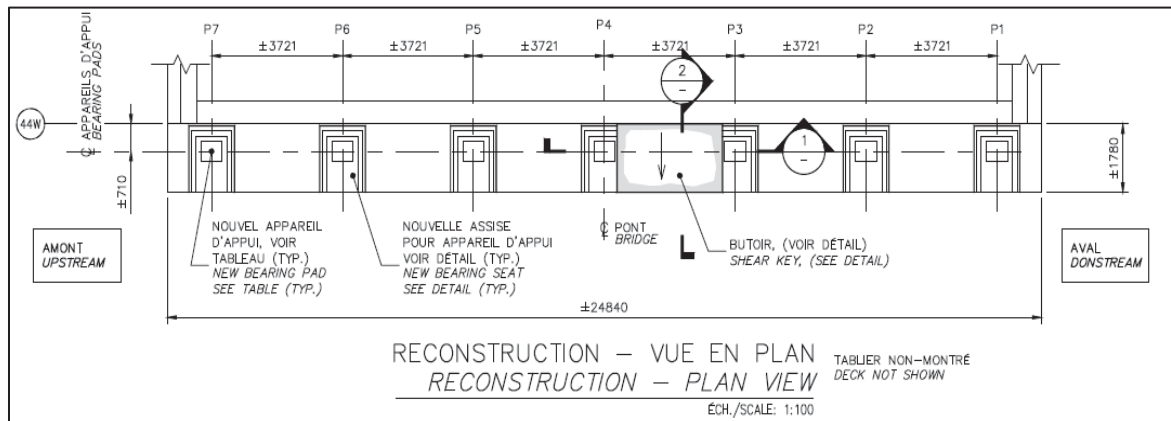 P7
P6
P5
P4
P3
P2
P1
±3721
±3721
±3721
±3721
±3721
±3721
2
-
℄ APPAREILS D'APPUI
BEARING PADS
44W
1
-
±710
±1780
NOUVEL APPAREIL
D'APPUI, VOIR
TABLEAU (TYP.)
NEW BEARING PAD
SEE TABLE (TYP.)
NOUVELLE ASSISE
POUR APPAREIL D'APPUI
VOIR DÉTAIL (TYP.)
NEW BEARING SEAT
SEE DETAIL (TYP.)
℄ PONT
BRIDGE
BUTOIR, (VOIR DÉTAIL)
SHEAR KEY, (SEE DETAIL)
AMONT
UPSTREAM
AVAL
DONSTREAM
±24840
RECONSTRUCTION – VUE EN PLAN
RECONSTRUCTION – PLAN VIEW
TABLIER NON-MONTRÉ
DECK NOT SHOWN
ÉCH./SCALE: 1:100